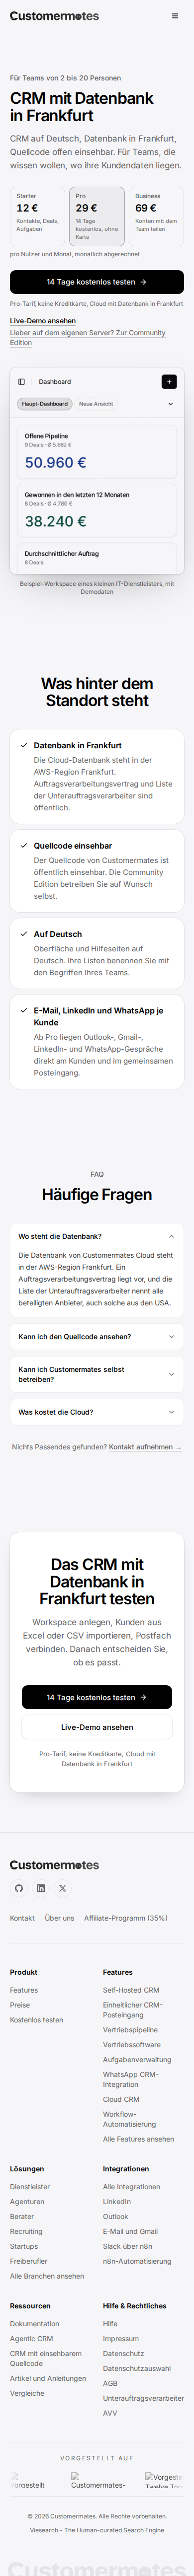 Customermates
Für Teams von 2 bis 20 Personen
CRM mit Datenbank
in Frankfurt
CRM auf Deutsch, Datenbank in Frankfurt,
Quellcode offen einsehbar. Für Teams, die
wissen wollen, wo ihre Kundendaten liegen.
Starter
12 €
Kontakte, Deals,
Aufgaben
Pro
29 €
14 Tage
kostenlos, ohne
Karte
Business
69 €
Konten mit dem
Team teilen
pro Nutzer und Monat, monatlich abgerechnet
14 Tage kostenlos testen →
Pro-Tarif, keine Kreditkarte, Cloud mit Datenbank in Frankfurt
Live-Demo ansehen
Lieber auf dem eigenen Server? Zur Community
Edition
Dashboard
Haupt-Dashboard
Neue Ansicht
Offene Pipeline
9 Deals · Ø 5.662 €
50.960 €
Gewonnen in den letzten 12 Monaten
8 Deals · Ø 4.780 €
38.240 €
Durchschnittlicher Auftrag
8 Deals
Beispiel-Workspace eines kleinen IT-Dienstleisters, mit
Demodaten
Was hinter dem
Standort steht
Datenbank in Frankfurt
Die Cloud-Datenbank steht in der
AWS-Region Frankfurt.
Auftragsverarbeitungsvertrag und Liste
der Unterauftragsverarbeiter sind
öffentlich.
Quellcode einsehbar
Der Quellcode von Customermates ist
öffentlich einsehbar. Die Community
Edition betreiben Sie auf Wunsch
selbst.
Auf Deutsch
Oberfläche und Hilfeseiten auf
Deutsch. Ihre Listen benennen Sie mit
den Begriffen Ihres Teams.
E-Mail, LinkedIn und WhatsApp je
Kunde
Ab Pro liegen Outlook-, Gmail-,
LinkedIn- und WhatsApp-Gespräche
direkt am Kunden und im gemeinsamen
Posteingang.
FAQ
Häufige Fragen
Wo steht die Datenbank?
Die Datenbank von Customermates Cloud steht
in der AWS-Region Frankfurt. Ein
Auftragsverarbeitungsvertrag liegt vor, und die
Liste der Unterauftragsverarbeiter nennt alle
beteiligten Anbieter, auch solche aus den USA.
Kann ich den Quellcode ansehen?
Kann ich Customermates selbst
betreiben?
Was kostet die Cloud?
Nichts Passendes gefunden? Kontakt aufnehmen →
Das CRM mit
Datenbank in
Frankfurt testen
Workspace anlegen, Kunden aus
Excel oder CSV importieren, Postfach
verbinden. Danach entscheiden Sie,
ob es passt.
14 Tage kostenlos testen →
Live-Demo ansehen
Pro-Tarif, keine Kreditkarte, Cloud mit
Datenbank in Frankfurt
Customermates
Kontakt Über uns Affiliate-Programm (35%)
Produkt
Features
Preise
Kostenlos testen
Features
Self-Hosted CRM
Einheitlicher CRM-
Posteingang
Vertriebspipeline
Vertriebssoftware
Aufgabenverwaltung
WhatsApp CRM-
Integration
Cloud CRM
Workflow-
Automatisierung
Alle Features ansehen
Lösungen
Dienstleister
Agenturen
Berater
Recruiting
Startups
Freiberufler
Alle Branchen ansehen
Integrationen
Alle Integrationen
LinkedIn
Outlook
E-Mail und Gmail
Slack über n8n
n8n-Automatisierung
Ressourcen
Dokumentation
Agentic CRM
CRM mit einsehbarem
Quellcode
Artikel und Anleitungen
Vergleiche
Hilfe & Rechtliches
Hilfe
Impressum
Datenschutz
Datenschutzauswahl
AGB
Unterauftragsverarbeiter
AVV
VORGESTELLT AUF
Vorgestellt
Customermates-
Vorgestellt
© 2026 Customermates. Alle Rechte vorbehalten.
Viesearch - The Human-curated Search Engine
Customermates